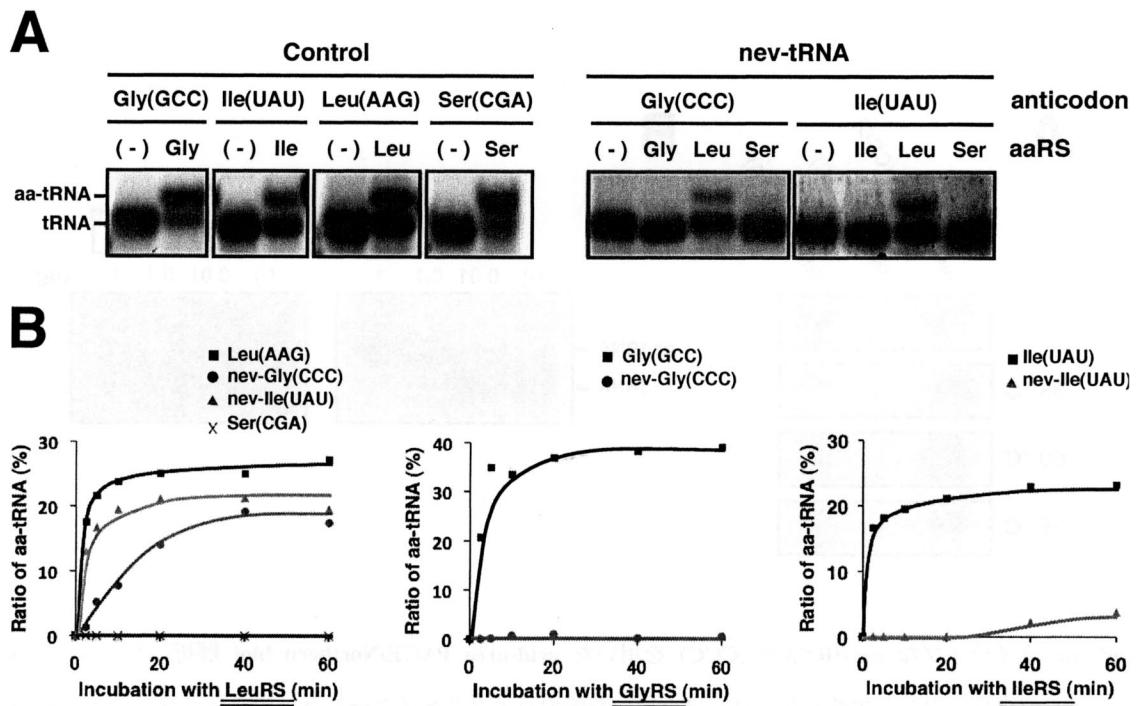 A
Control
nev-tRNA
Gly(GCC) Ile(UAU) Leu(AAG) Ser(CGA)
Gly(CCC) Ile(UAU) anticodon
(-) Gly (-) Ile (-) Leu (-) Ser
(-) Gly Leu Ser (-) Ile Leu Ser aaRS
aa-tRNA
tRNA
B
Leu(AAG)
nev-Gly(CCC)
nev-Ile(UAU)
Ser(CGA)
Ratio of aa-tRNA (%)
30
20
10
0
0 20 40 60
Incubation with LeuRS (min)
Gly(GCC)
nev-Gly(CCC)
Ratio of aa-tRNA (%)
40
30
20
10
0
0 20 40 60
Incubation with GlyRS (min)
Ile(UAU)
nev-Ile(UAU)
Ratio of aa-tRNA (%)
30
20
10
0
0 20 40 60
Incubation with IleRS (min)